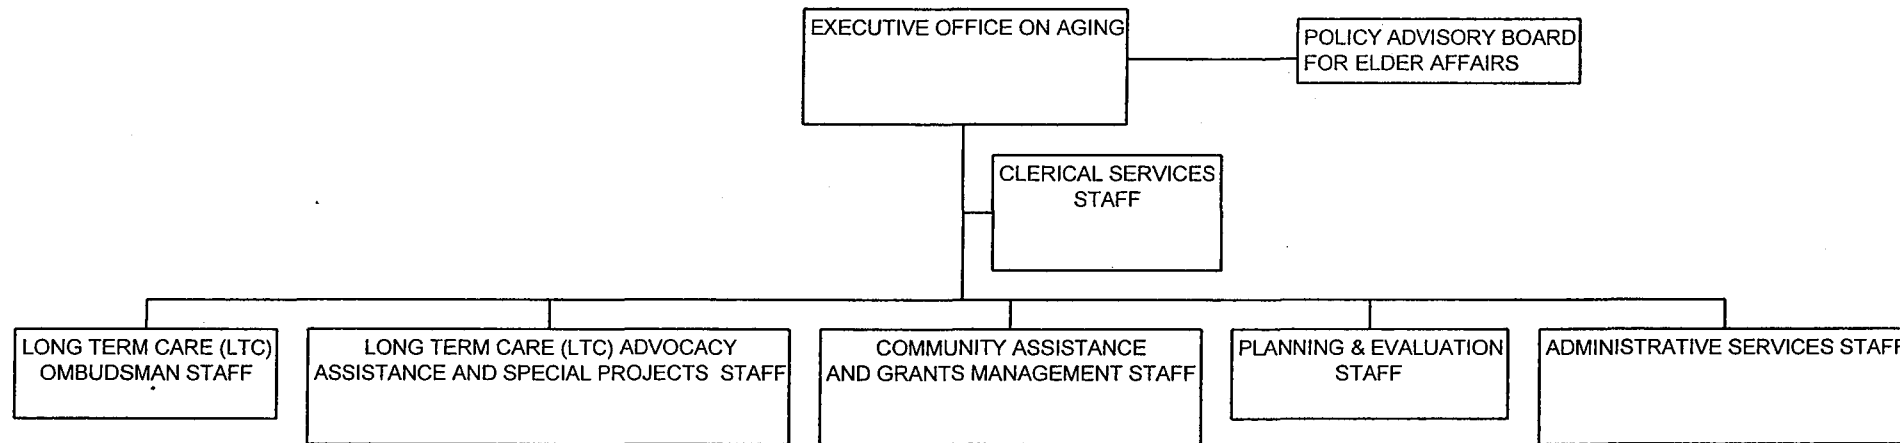 EXECUTIVE OFFICE ON AGING
POLICY ADVISORY BOARD
FOR ELDER AFFAIRS
CLERICAL SERVICES
STAFF
LONG TERM CARE (LTC)
OMBUDSMAN STAFF
LONG TERM CARE (LTC) ADVOCACY
ASSISTANCE AND SPECIAL PROJECTS STAFF
COMMUNITY ASSISTANCE
AND GRANTS MANAGEMENT STAFF
PLANNING & EVALUATION
STAFF
ADMINISTRATIVE SERVICES STAFF